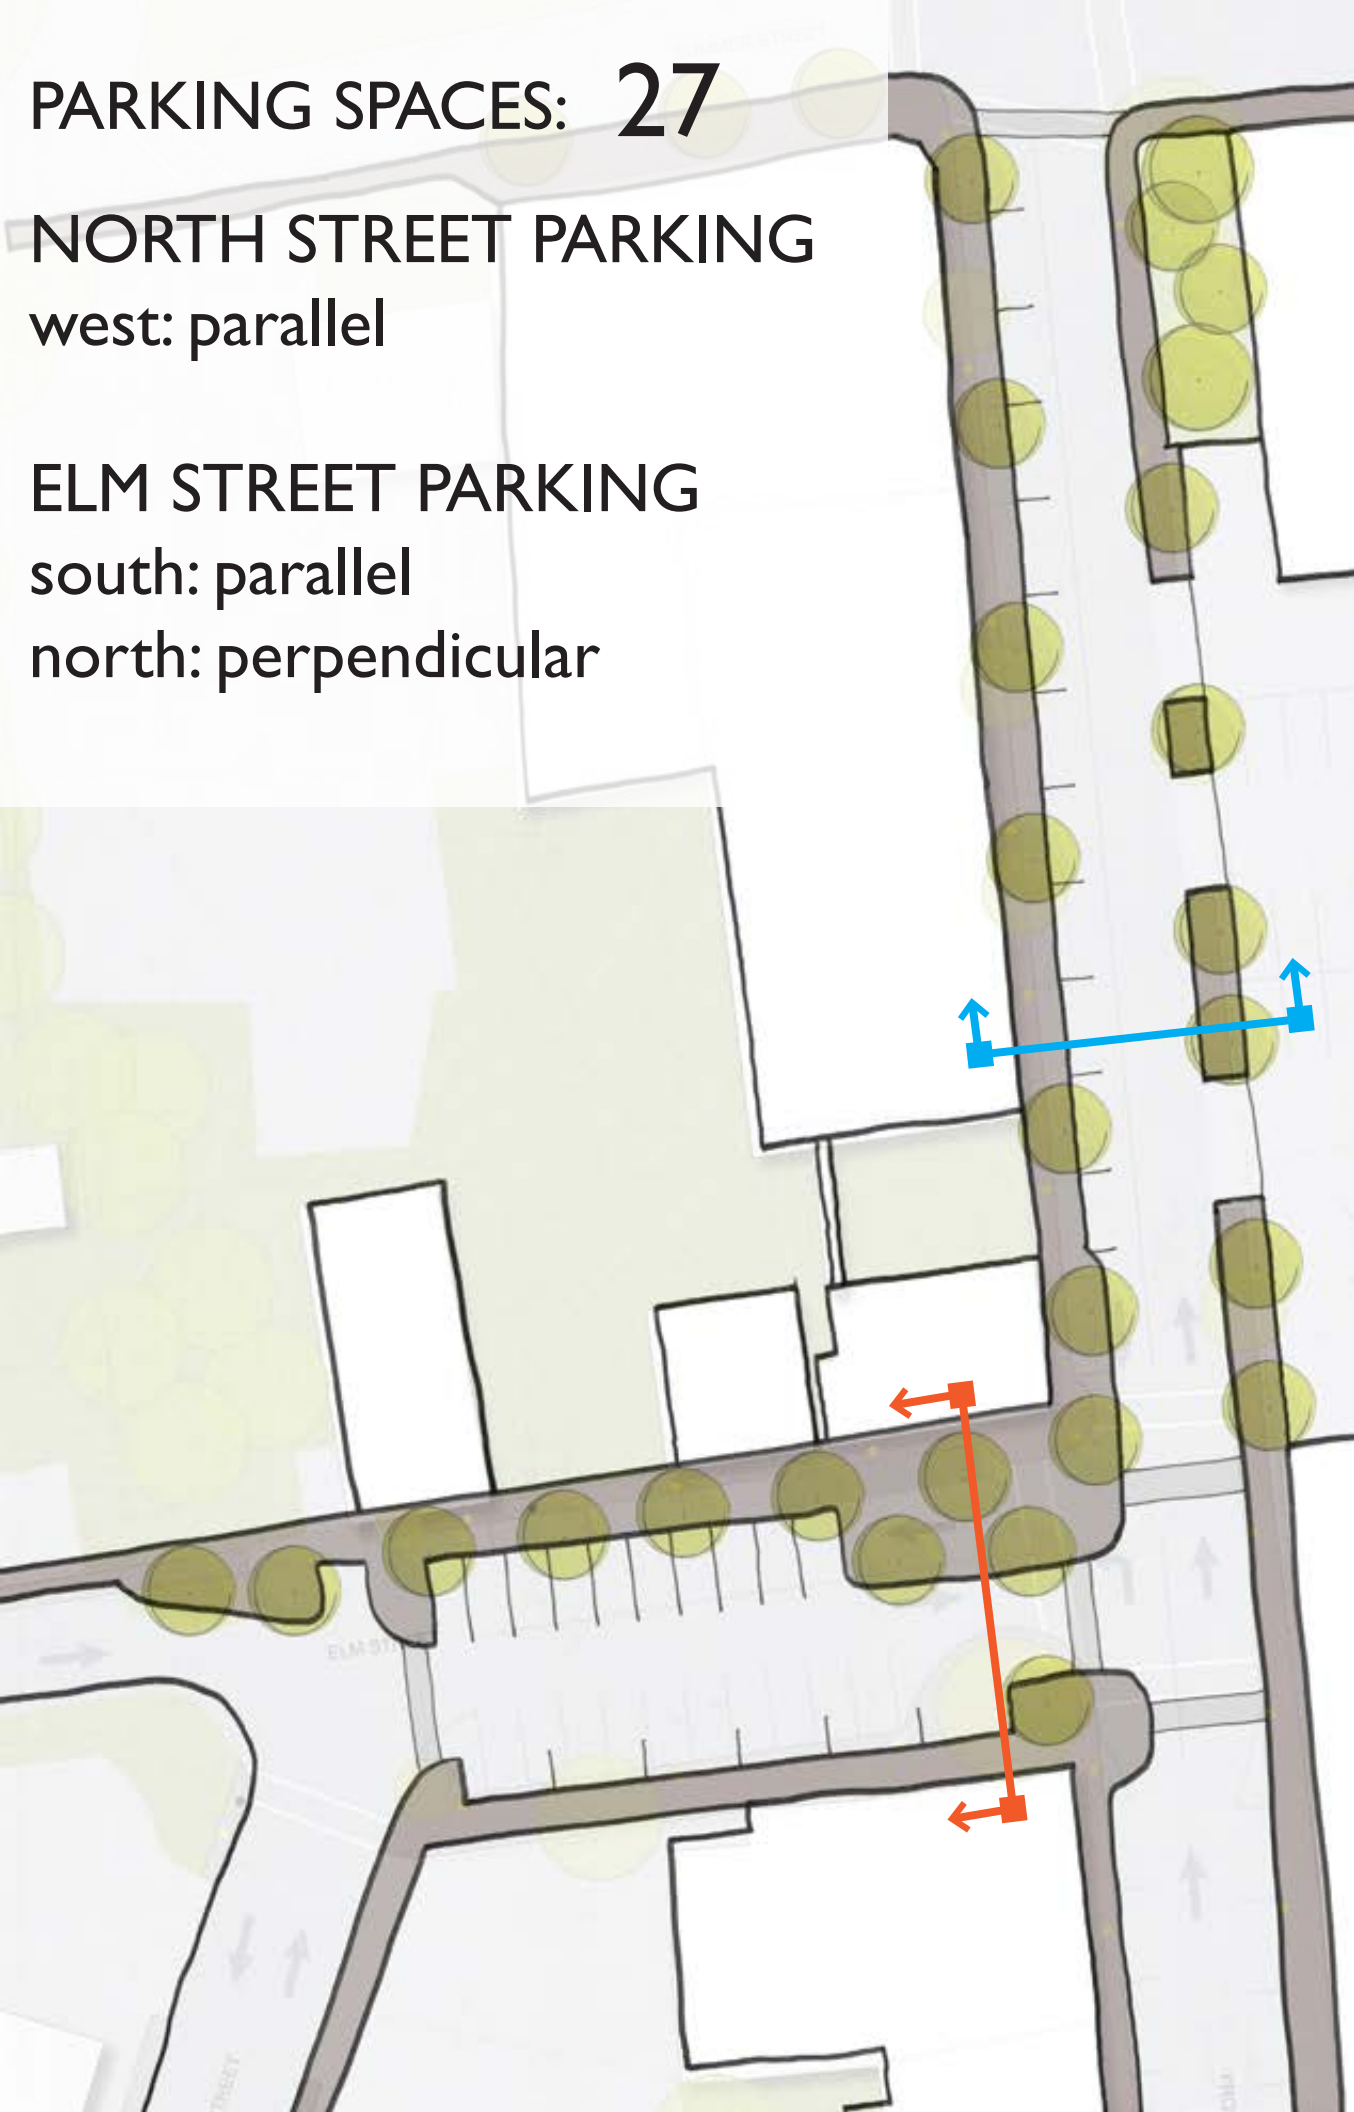 PARKING SPACES: 27
NORTH STREET PARKING
west: parallel
ELM STREET PARKING
south: parallel
north: perpendicular